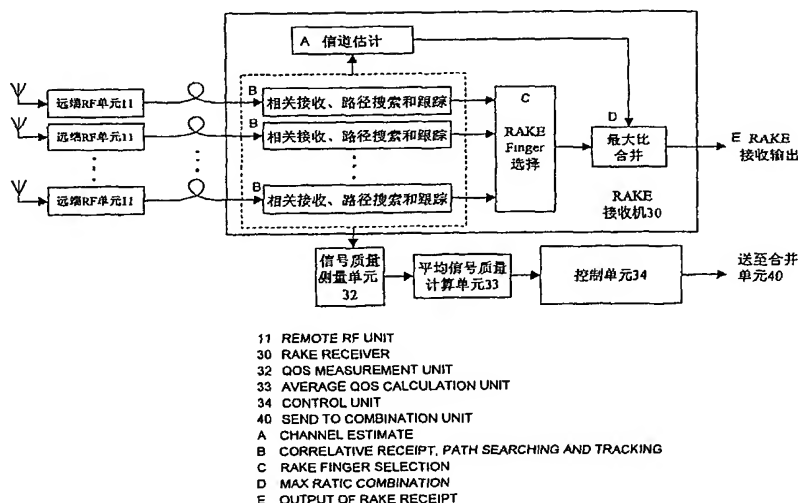 A 信道估计
远端RF单元11
B
相关接收、路径搜索和跟踪
远端RF单元11
B
相关接收、路径搜索和跟踪
远端RF单元11
B
相关接收、路径搜索和跟踪
C
RAKE
Finger
选择
D
最大比
合并
E RAKE
接收输出
RAKE
接收机30
信号质量
测量单元
32
平均信号质量
计算单元33
控制单元34
送至合并
单元40
11 REMOTE RF UNIT
30 RAKE RECEIVER
32 QOS MEASUREMENT UNIT
33 AVERAGE QOS CALCULATION UNIT
34 CONTROL UNIT
40 SEND TO COMBINATION UNIT
A CHANNEL ESTIMATE
B CORRELATIVE RECEIPT, PATH SEARCHING AND TRACKING
C RAKE FINGER SELECTION
D MAX RATIC COMBINATION
E OUTPUT OF RAKE RECEIPT